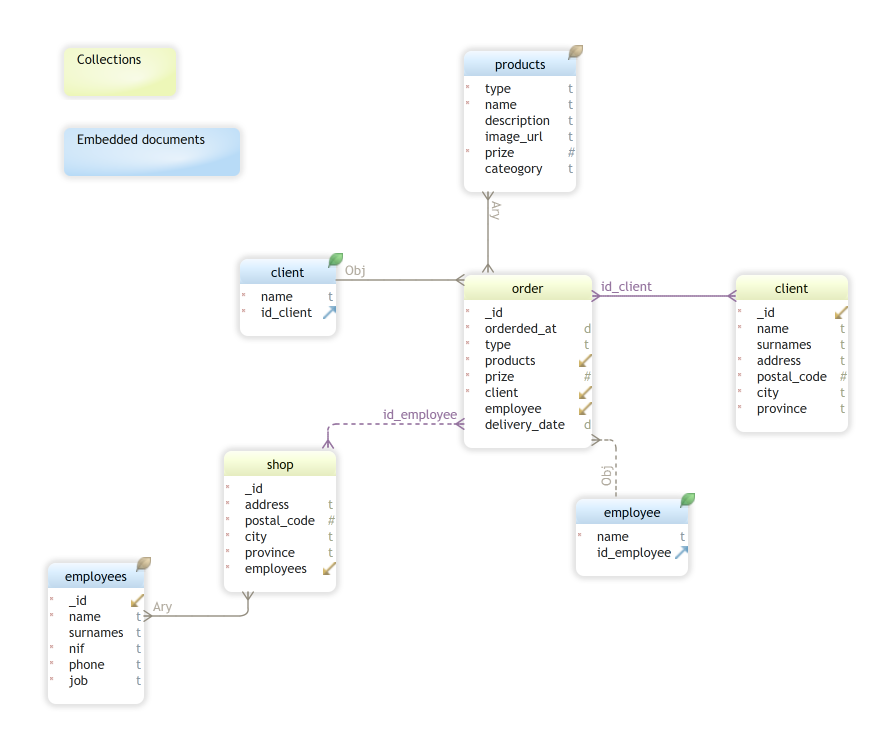 Collections
Embedded documents
products
* type t
* name t
description t
image_url t
* prize #
cateogory t
Ary
client
* name t
* id_client
Obj
order
* _id
* orderded_at d
* type t
* products
* prize #
* client
employee
delivery_date d
id_client
client
* _id
* name t
surnames t
* address t
* postal_code #
* city t
* province t
id_employee
shop
* _id
* address t
* postal_code #
* city t
* province t
* employees
Obj
employee
* name t
id_employee
employees
* _id
* name t
surnames t
* nif t
* phone t
* job t
Ary